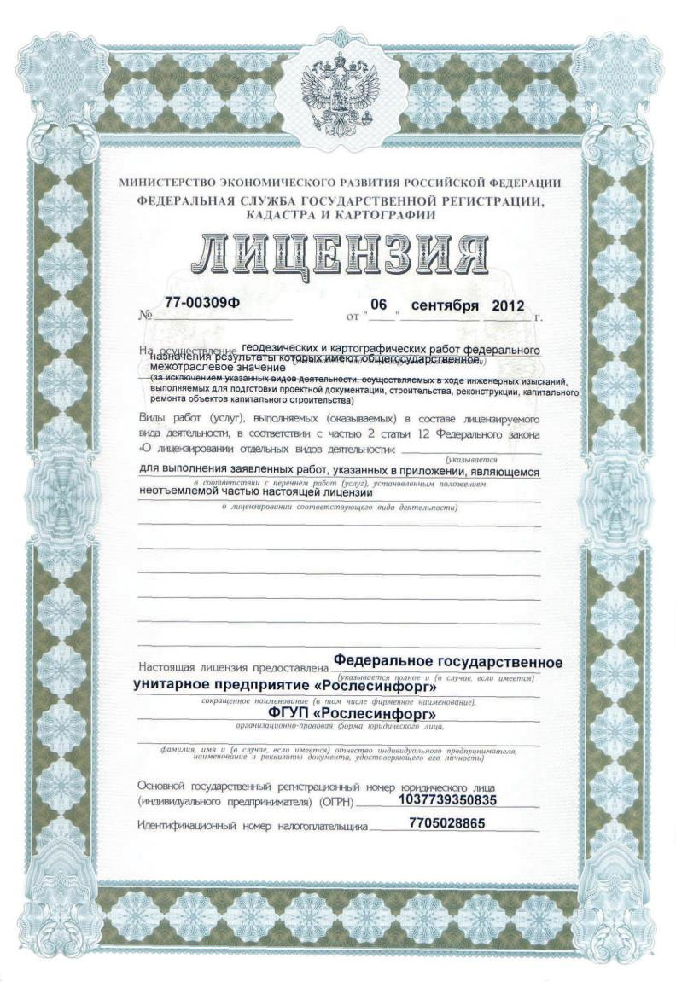 МИНИСТЕРСТВО ЭКОНОМИЧЕСКОГО РАЗВИТИЯ РОССИЙСКОЙ ФЕДЕРАЦИИ
ФЕДЕРАЛЬНАЯ СЛУЖБА ГОСУДАРСТВЕННОЙ РЕГИСТРАЦИИ,
КАДАСТРА И КАРТОГРАФИИ
ЛИЦЕНЗИЯ
№ 77-00309Ф от "06" сентября 2012 г.
На осуществление геодезических и картографических работ федерального
назначения результаты которых имеют общегосударственное,
межотраслевое значение
(за исключением указанных видов деятельности, осуществляемых в ходе инженерных изысканий,
выполняемых для подготовки проектной документации, строительства, реконструкции, капитального
ремонта объектов капитального строительства)
Виды работ (услуг), выполняемых (оказываемых) в составе лицензируемого
вида деятельности, в соответствии с частью 2 статьи 12 Федерального закона
«О лицензировании отдельных видов деятельности»:
(указывается
для выполнения заявленных работ, указанных в приложении, являющемся
в соответствии с перечнем работ (услуг), установленным положением
неотъемлемой частью настоящей лицензии
о лицензировании соответствующего вида деятельности)
Настоящая лицензия предоставлена Федеральное государственное
(указывается полное и (в случае, если имеется)
унитарное предприятие «Рослесинфорг»
сокращенное наименование (в том числе фирменное наименование),
ФГУП «Рослесинфорг»
организационно-правовая форма юридического лица,
фамилия, имя и (в случае, если имеется) отчество индивидуального предпринимателя,
наименование и реквизиты документа, удостоверяющего его личность)
Основной государственный регистрационный номер юридического лица
(индивидуального предпринимателя) (ОГРН) 1037739350835
Идентификационный номер налогоплательщика 7705028865